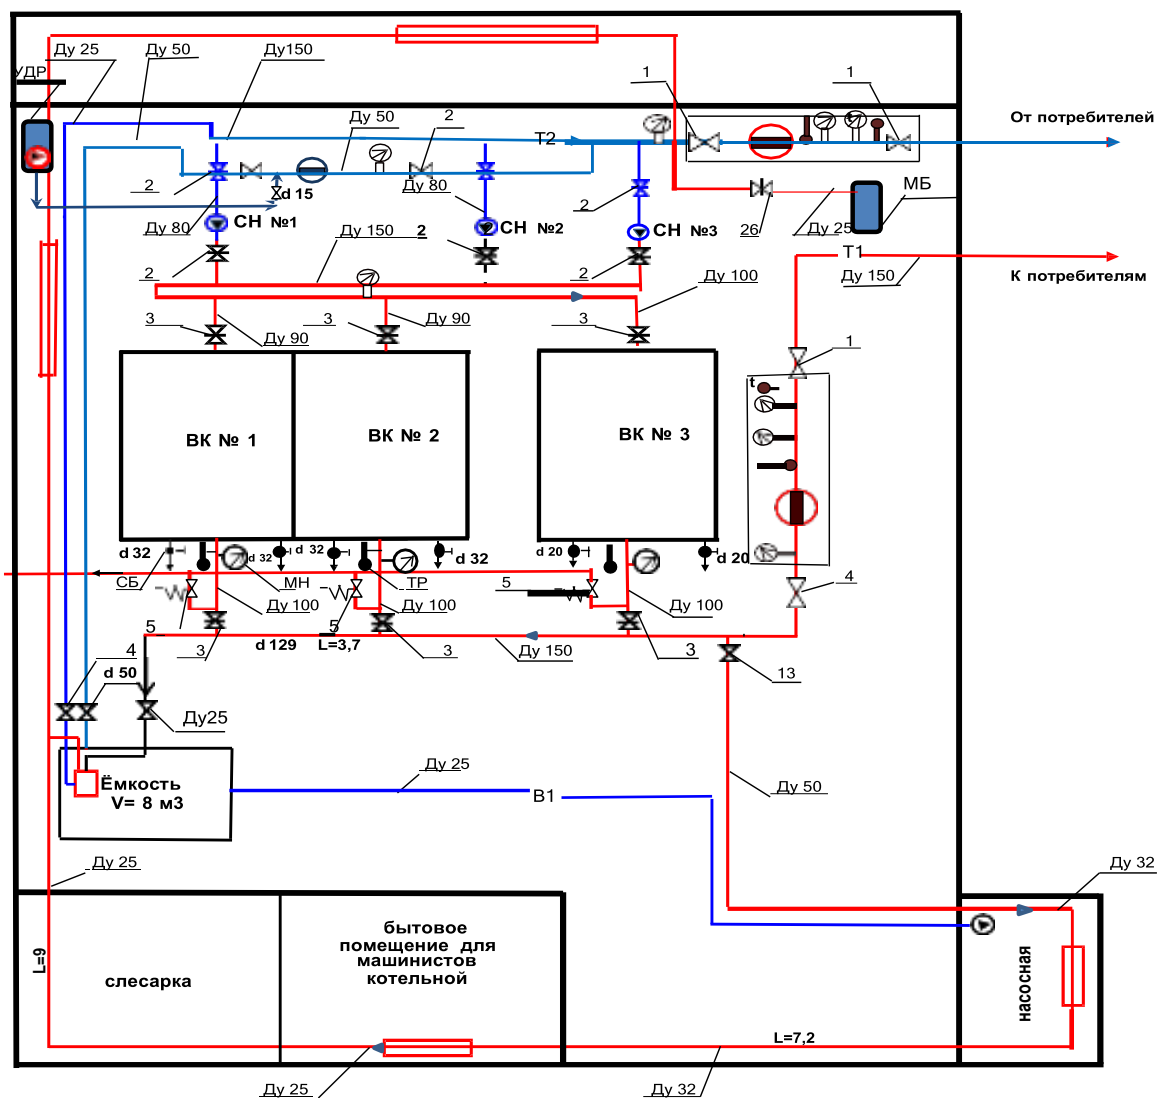 Ду 25
Ду 50
Ду150
1
1
УДР
Ду 50
2
Т2
От потребителей
2
d 15
Ду 80
2
МБ
Ду 80
СН №1
СН №2
СН №3
26
Ду 25
Ду 150
2
Т1
К потребителям
2
2
Ду 100
Ду 150
3
Ду 90
3
Ду 90
3
1
t
ВК № 1
ВК № 2
ВК № 3
d 32
d 32
d 32
d 32
d 20
d 20
СБ
МН
ТР
5
4
Ду 100
Ду 100
Ду 100
5
5
d 129
L=3,7
3
3
Ду 150
3
13
4
d 50
Ду25
Ёмкость
V= 8 м3
Ду 25
В1
Ду 50
Ду 25
Ду 32
L=9
слесарка
бытовое
помещение для
машинистов
котельной
насосная
L=7,2
Ду 25
Ду 32